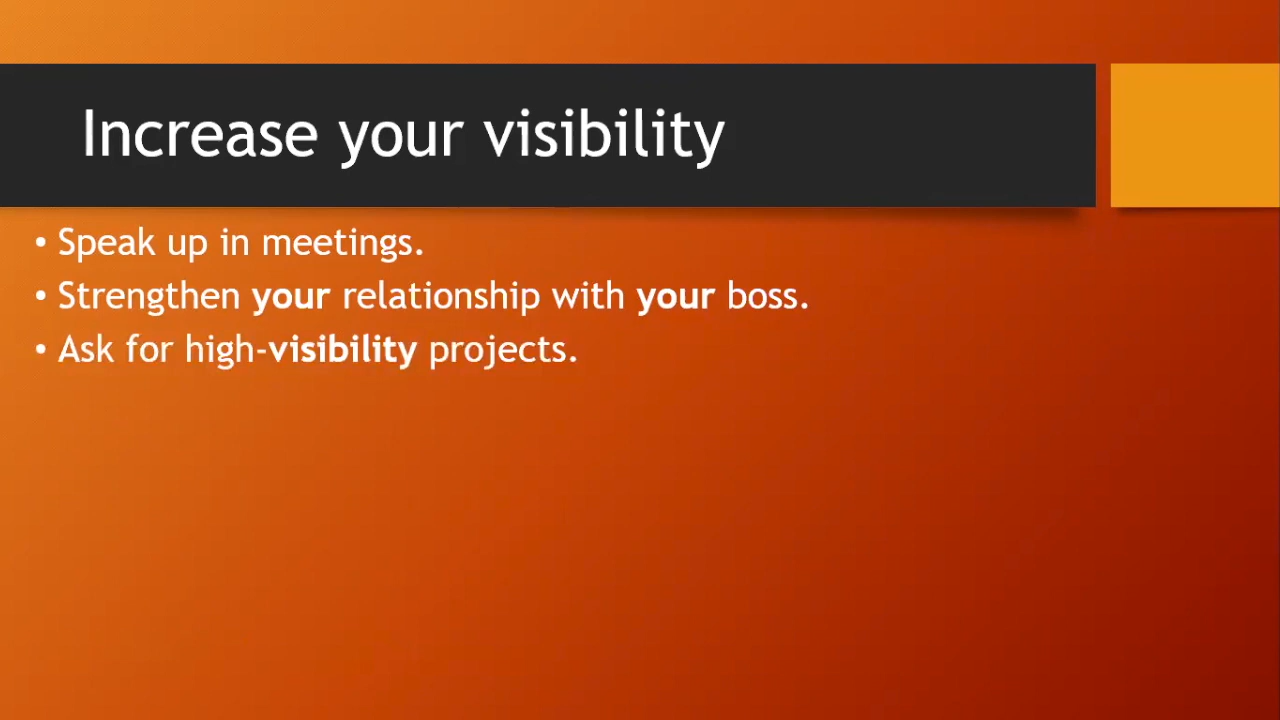 Increase your visibility
• Speak up in meetings.
• Strengthen your relationship with your boss.
• Ask for high-visibility projects.